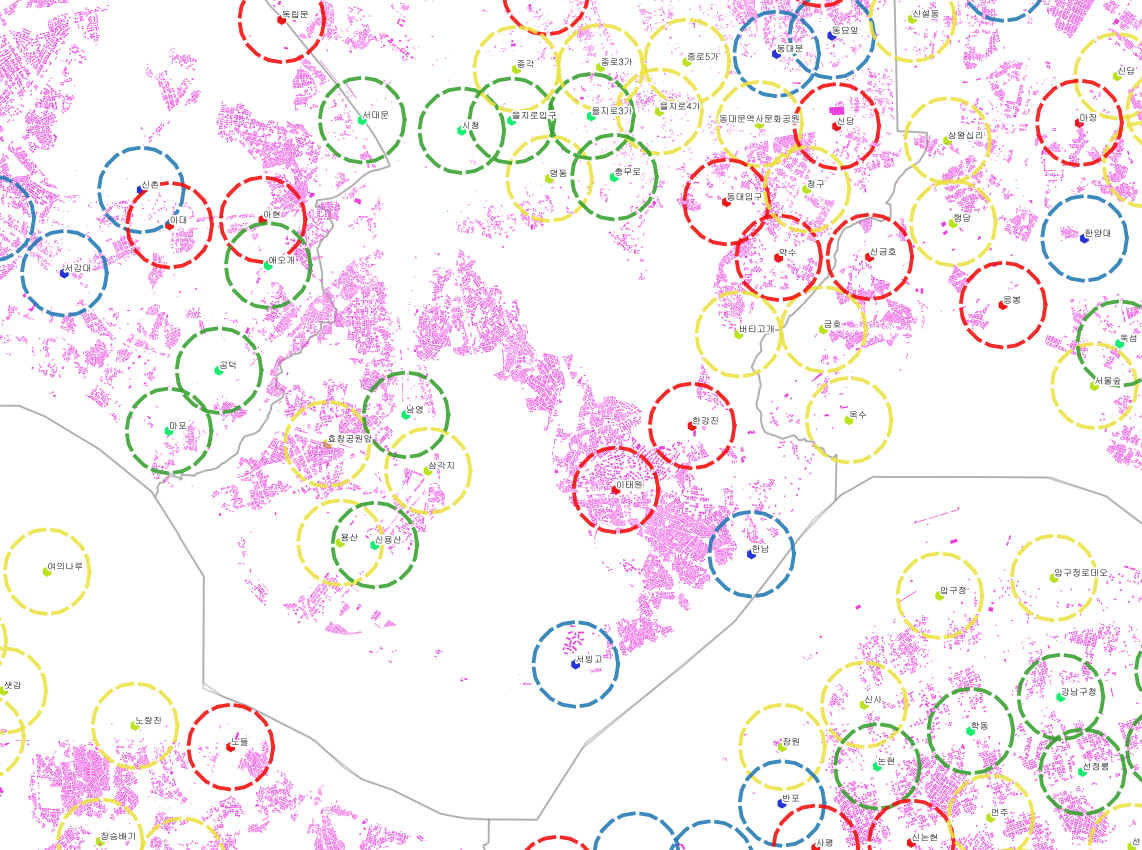 독립문
신설동
동묘앞
동대문
종로5가
종로3가
종각
신답
을지로4가
을지로3가
을지로입구
서대문
시청
동대문역사문화공원
신당
마장
상왕십리
충무로
명동
청구
신촌
동대입구
이대
아현
행당
한양대
약수
신금호
애오개
서강대
응봉
금호
버티고개
뚝섬
공덕
서울숲
남영
옥수
마포
한강진
효창공원앞
삼각지
이태원
용산
신용산
한남
여의나루
압구정로데오
압구정
서빙고
샛강
강남구청
신사
노량진
학동
노들
잠원
논현
선정릉
반포
언주
장승배기
신논현
사평
선